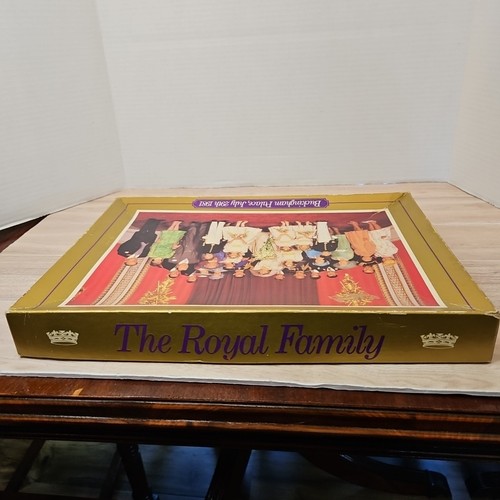 Buckingham Palace, July 29th 1981
The Royal Family